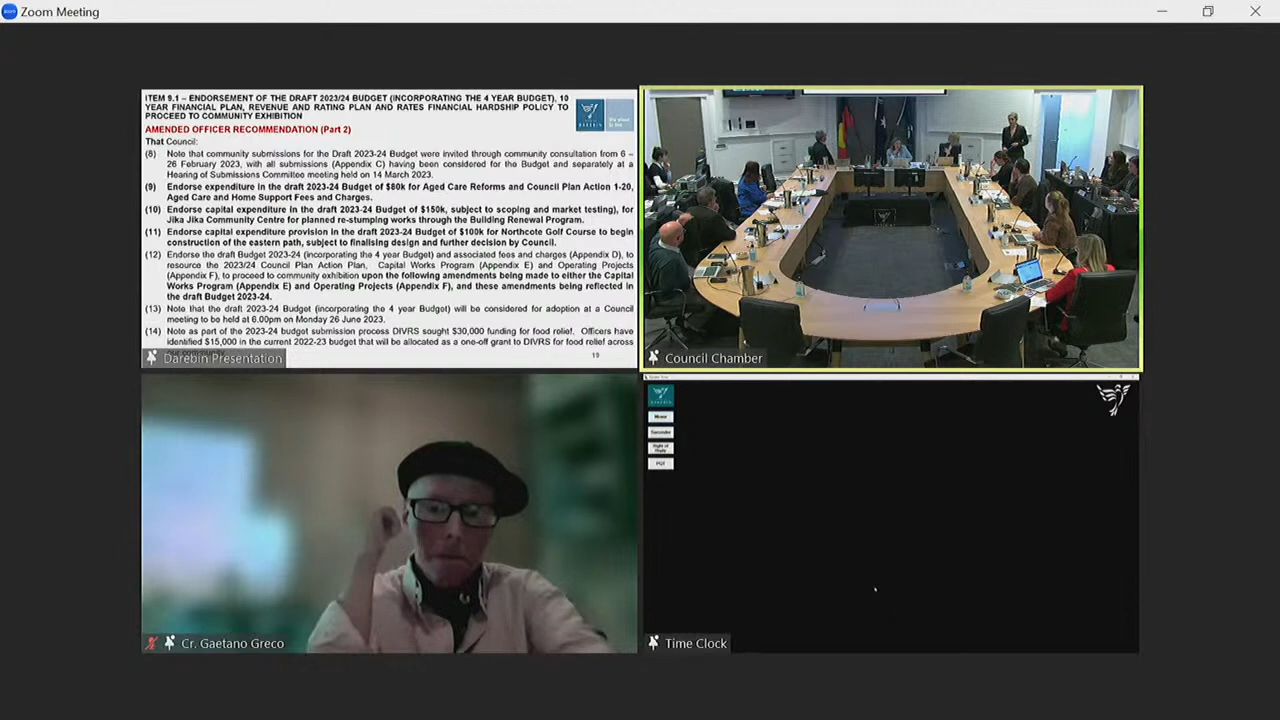 Zoom Meeting
ITEM 9.1 – ENDORSEMENT OF THE DRAFT 2023/24 BUDGET (INCORPORATING THE 4 YEAR BUDGET), 10
YEAR FINANCIAL PLAN, REVENUE AND RATING PLAN AND RATES FINANCIAL HARDSHIP POLICY TO
PROCEED TO COMMUNITY EXHIBITION
AMENDED OFFICER RECOMMENDATION (Part 2)
That Council:
(8) Note that community submissions for the Draft 2023-24 Budget were invited through community consultation from 6 –
26 February 2023, with all submissions (Appendix C) having been considered for the Budget and separately at a
Hearing of Submissions Committee meeting held on 14 March 2023.
(9) Endorse expenditure in the draft 2023-24 Budget of $80k for Aged Care Reforms and Council Plan Action 1-20,
Aged Care and Home Support Fees and Charges.
(10) Endorse capital expenditure in the draft 2023-24 Budget of $150k, subject to scoping and market testing), for
Jika Jika Community Centre for planned re-stumping works through the Building Renewal Program.
(11) Endorse capital expenditure provision in the draft 2023-24 Budget of $100k for Northcote Golf Course to begin
construction of the eastern path, subject to finalising design and further decision by Council.
(12) Endorse the draft Budget 2023-24 (incorporating the 4 year Budget) and associated fees and charges (Appendix D), to
resource the 2023/24 Council Plan Action Plan, Capital Works Program (Appendix E) and Operating Projects
(Appendix F), to proceed to community exhibition upon the following amendments being made to either the Capital
Works Program (Appendix E) and Operating Projects (Appendix F), and these amendments being reflected in
the draft Budget 2023-24.
(13) Note that the draft 2023-24 Budget (incorporating the 4 year Budget) will be considered for adoption at a Council
meeting to be held at 6.00pm on Monday 26 June 2023.
(14) Note as part of the 2023-24 budget submission process DIVRS sought $30,000 funding for food relief. Officers have
identified $15,000 in the current 2022-23 budget that will be allocated as a one-off grant to DIVRS for food relief across
19
Darebin Presentation
Council Chamber
Cr. Gaetano Greco
Mover
Seconder
Right of
Reply
PQT
Time Clock